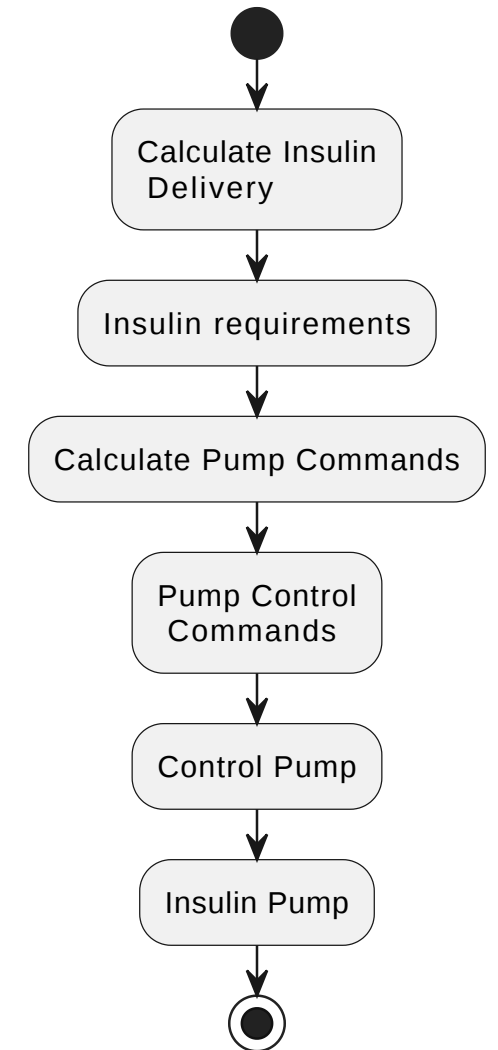 Calculate Insulin
Delivery
Insulin requirements
Calculate Pump Commands
Pump Control
Commands
Control Pump
Insulin Pump